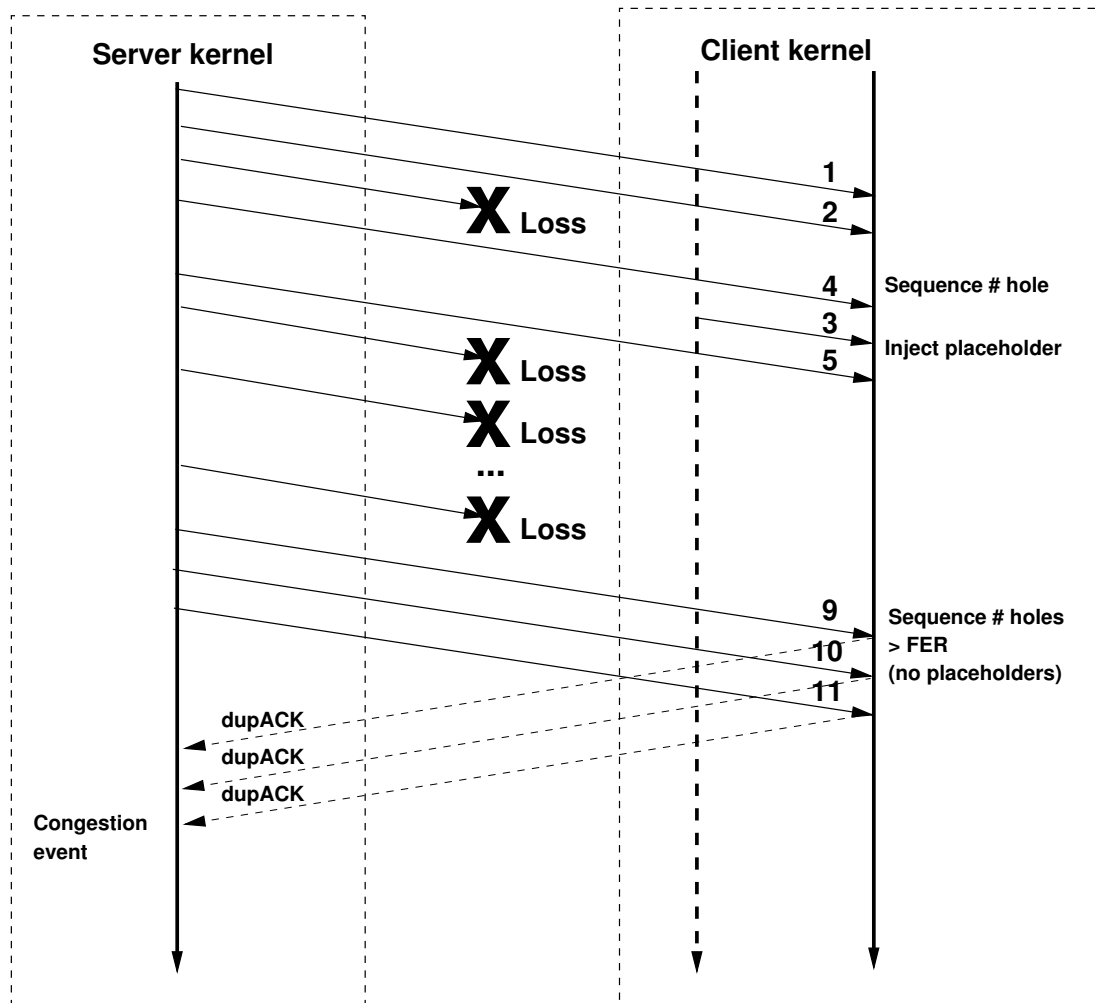 Server kernel
Client kernel
1
2
X Loss
4
Sequence # hole
3
Inject placeholder
5
X Loss
X Loss
...
X Loss
9
Sequence # holes
> FER
10
(no placeholders)
11
dupACK
dupACK
dupACK
Congestion
event